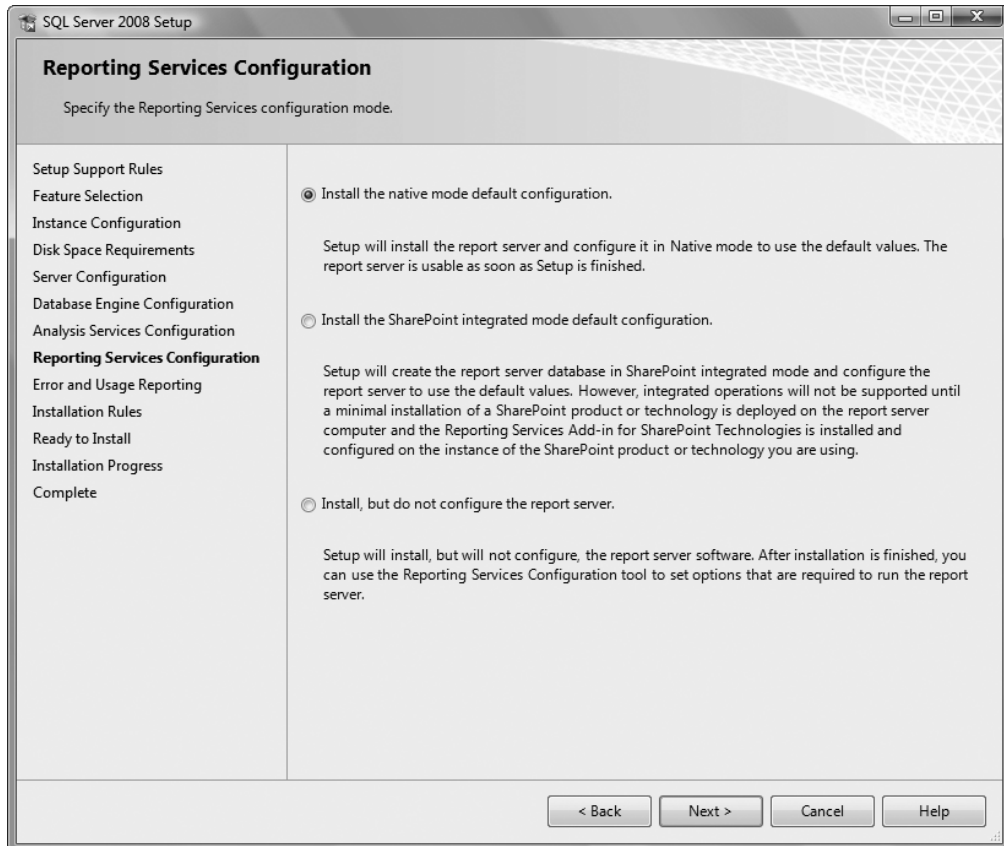 SQL Server 2008 Setup
Reporting Services Configuration
Specify the Reporting Services configuration mode.
Setup Support Rules
Feature Selection
Instance Configuration
Disk Space Requirements
Server Configuration
Database Engine Configuration
Analysis Services Configuration
Reporting Services Configuration
Error and Usage Reporting
Installation Rules
Ready to Install
Installation Progress
Complete
Install the native mode default configuration.
Setup will install the report server and configure it in Native mode to use the default values. The
report server is usable as soon as Setup is finished.
Install the SharePoint integrated mode default configuration.
Setup will create the report server database in SharePoint integrated mode and configure the
report server to use the default values. However, integrated operations will not be supported until
a minimal installation of a SharePoint product or technology is deployed on the report server
computer and the Reporting Services Add-in for SharePoint Technologies is installed and
configured on the instance of the SharePoint product or technology you are using.
Install, but do not configure the report server.
Setup will install, but will not configure, the report server software. After installation is finished, you
can use the Reporting Services Configuration tool to set options that are required to run the report
server.
< Back
Next >
Cancel
Help